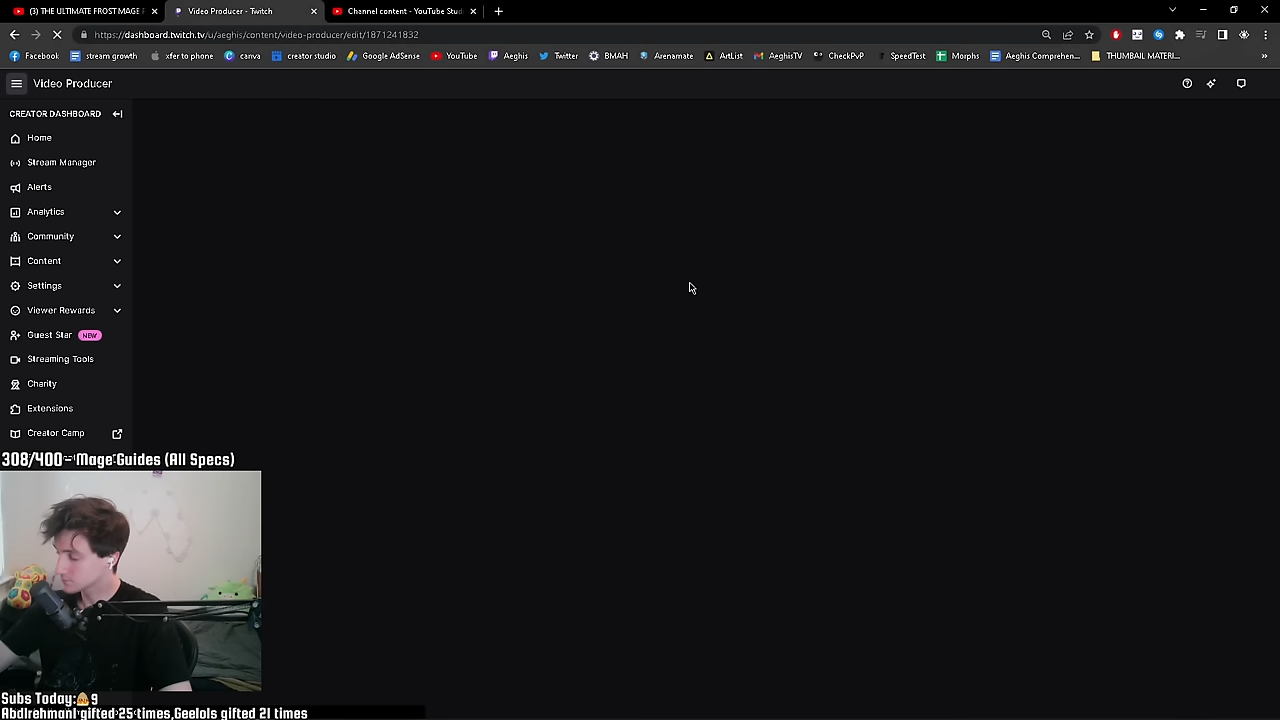 (3) THE ULTIMATE FROST MAGE
Video Producer - Twitch
Channel content - YouTube Stud
https://dashboard.twitch.tv/u/aeghis/content/video-producer/edit/1871241832
Facebook
stream growth
xfer to phone
canva
creator studio
Google AdSense
YouTube
Aeghis
Twitter
BMAH
Arenamate
ArtList
AeghisTV
CheckPvP
SpeedTest
Morphs
Aeghis Comprehen...
THUMBAIL MATERI...
Video Producer
CREATOR DASHBOARD
Home
Stream Manager
Alerts
Analytics
Community
Content
Settings
Viewer Rewards
Guest Star NEW
Streaming Tools
Charity
Extensions
Creator Camp
308/400 - Mage Guides (All Specs)
Subs Today: 9
Abdlrehman1 gifted 25 times,Geelols gifted 21 times